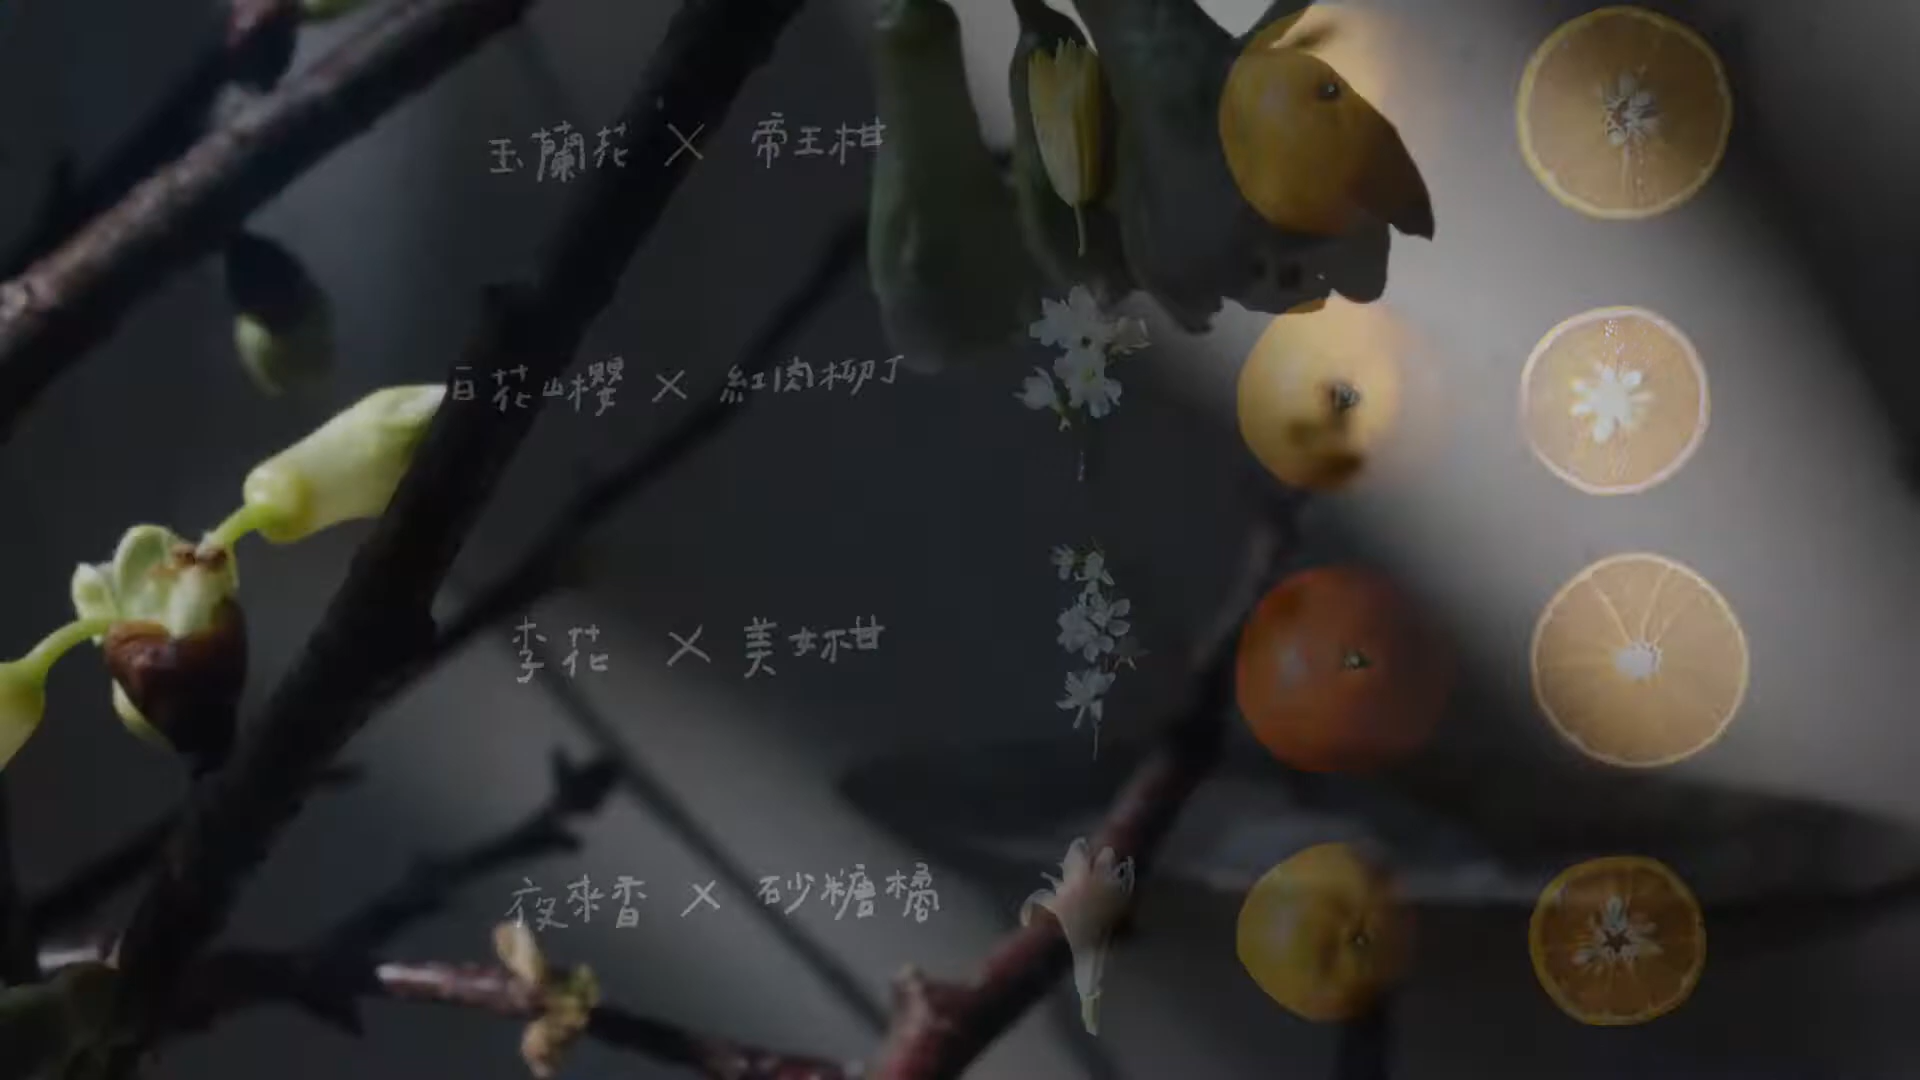 玉蘭花 × 帝王柑
白花山櫻 × 紅肉柳丁
李花 × 美女柑
夜來香 × 砂糖橘